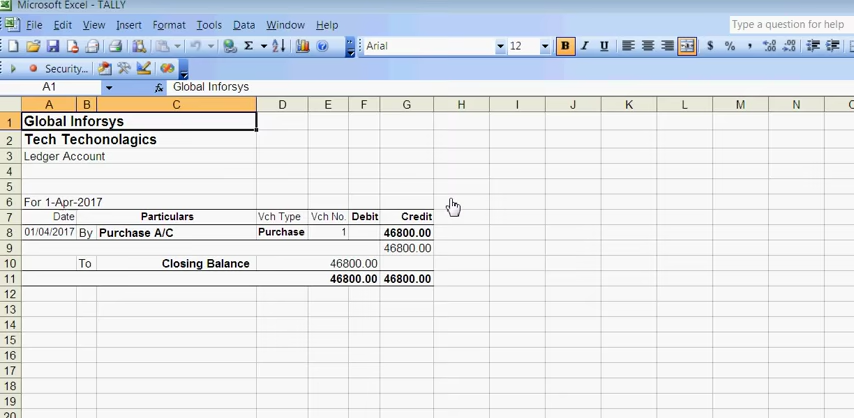 Microsoft Excel - TALLY
File Edit View Insert Format Tools Data Window Help
Type a question for help
Σ Arial 12 B I U $ % ,
Security...
A1 fx Global Inforsys
A B C D E F G H I J K L M N
1 Global Inforsys
2 Tech Techonolagics
3 Ledger Account
4
5
6 For 1-Apr-2017
7 Date Particulars Vch Type Vch No. Debit Credit
8 01/04/2017 By Purchase A/C Purchase 1 46800.00
9 46800.00
10 To Closing Balance 46800.00
11 46800.00 46800.00
12
13
14
15
16
17
18
19
20